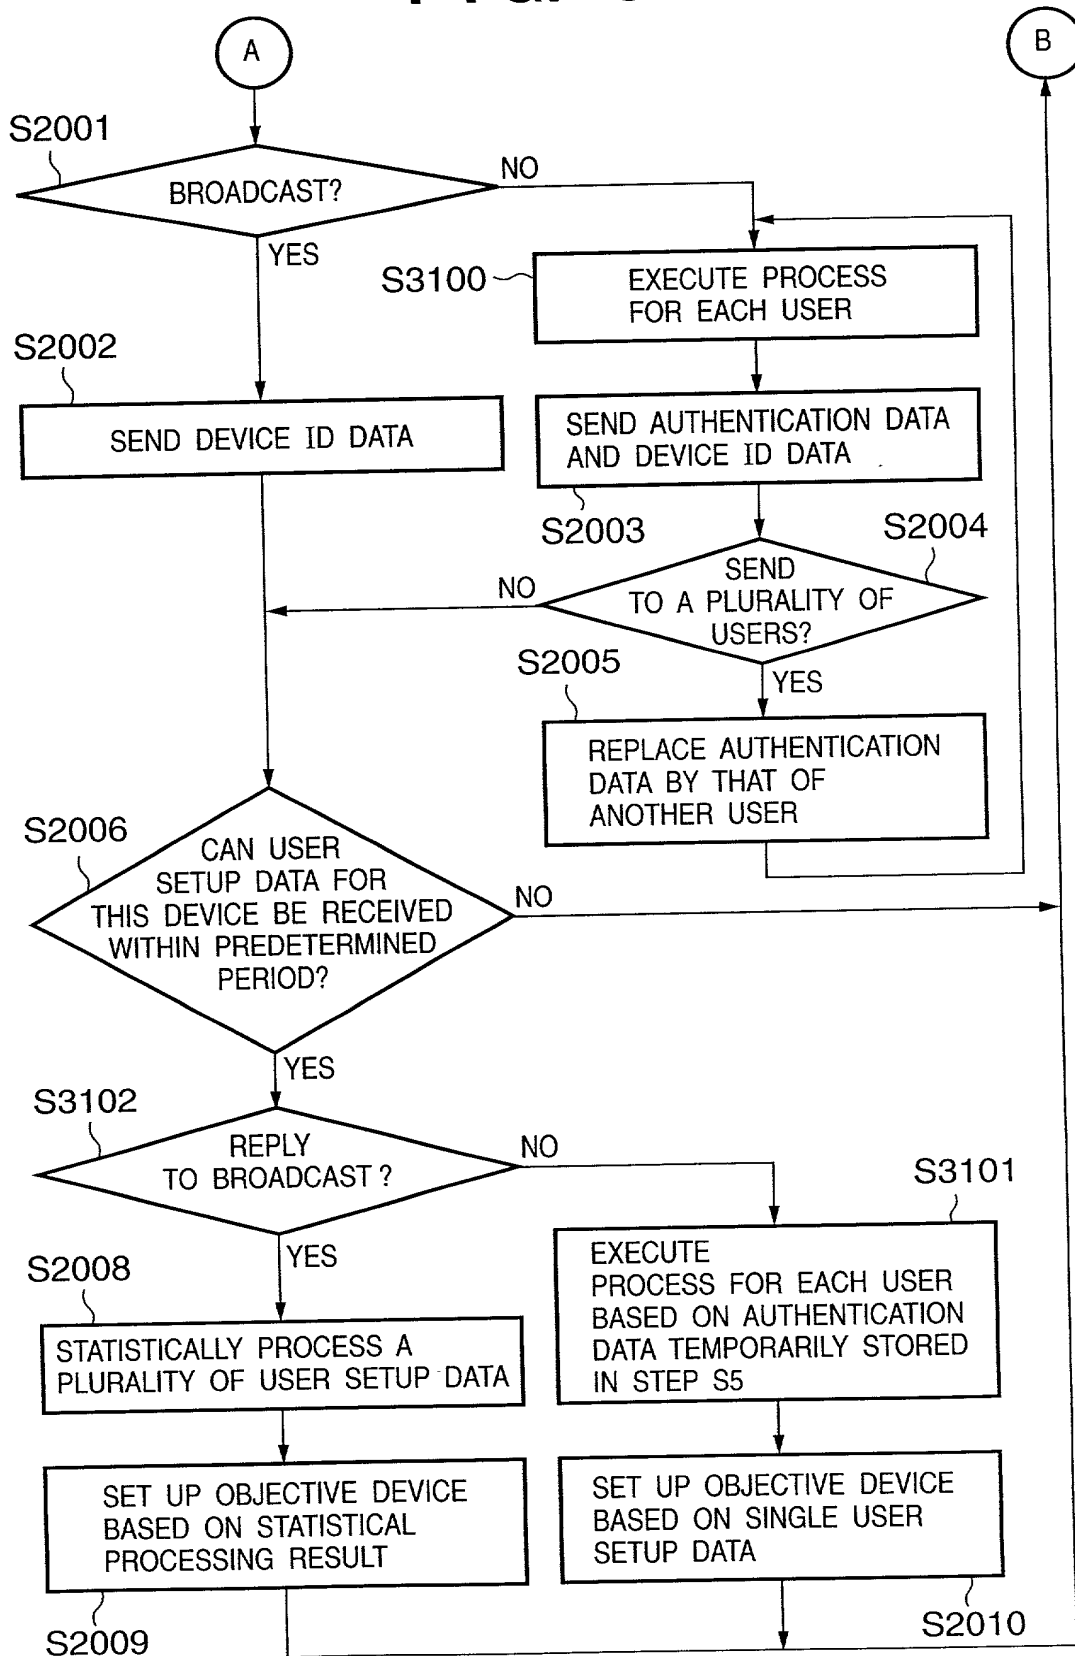 A
B
S2001
BROADCAST?
NO
YES
S3100
EXECUTE PROCESS
FOR EACH USER
S2002
SEND DEVICE ID DATA
SEND AUTHENTICATION DATA
AND DEVICE ID DATA
S2003
S2004
SEND
TO A PLURALITY OF
USERS?
NO
YES
S2005
REPLACE AUTHENTICATION
DATA BY THAT OF
ANOTHER USER
S2006
CAN USER
SETUP DATA FOR
THIS DEVICE BE RECEIVED
WITHIN PREDETERMINED
PERIOD?
NO
YES
S3102
REPLY
TO BROADCAST?
NO
YES
S3101
EXECUTE
PROCESS FOR EACH USER
BASED ON AUTHENTICATION
DATA TEMPORARILY STORED
IN STEP S5
S2008
STATISTICALLY PROCESS A
PLURALITY OF USER SETUP DATA
SET UP OBJECTIVE DEVICE
BASED ON STATISTICAL
PROCESSING RESULT
S2009
SET UP OBJECTIVE DEVICE
BASED ON SINGLE USER
SETUP DATA
S2010